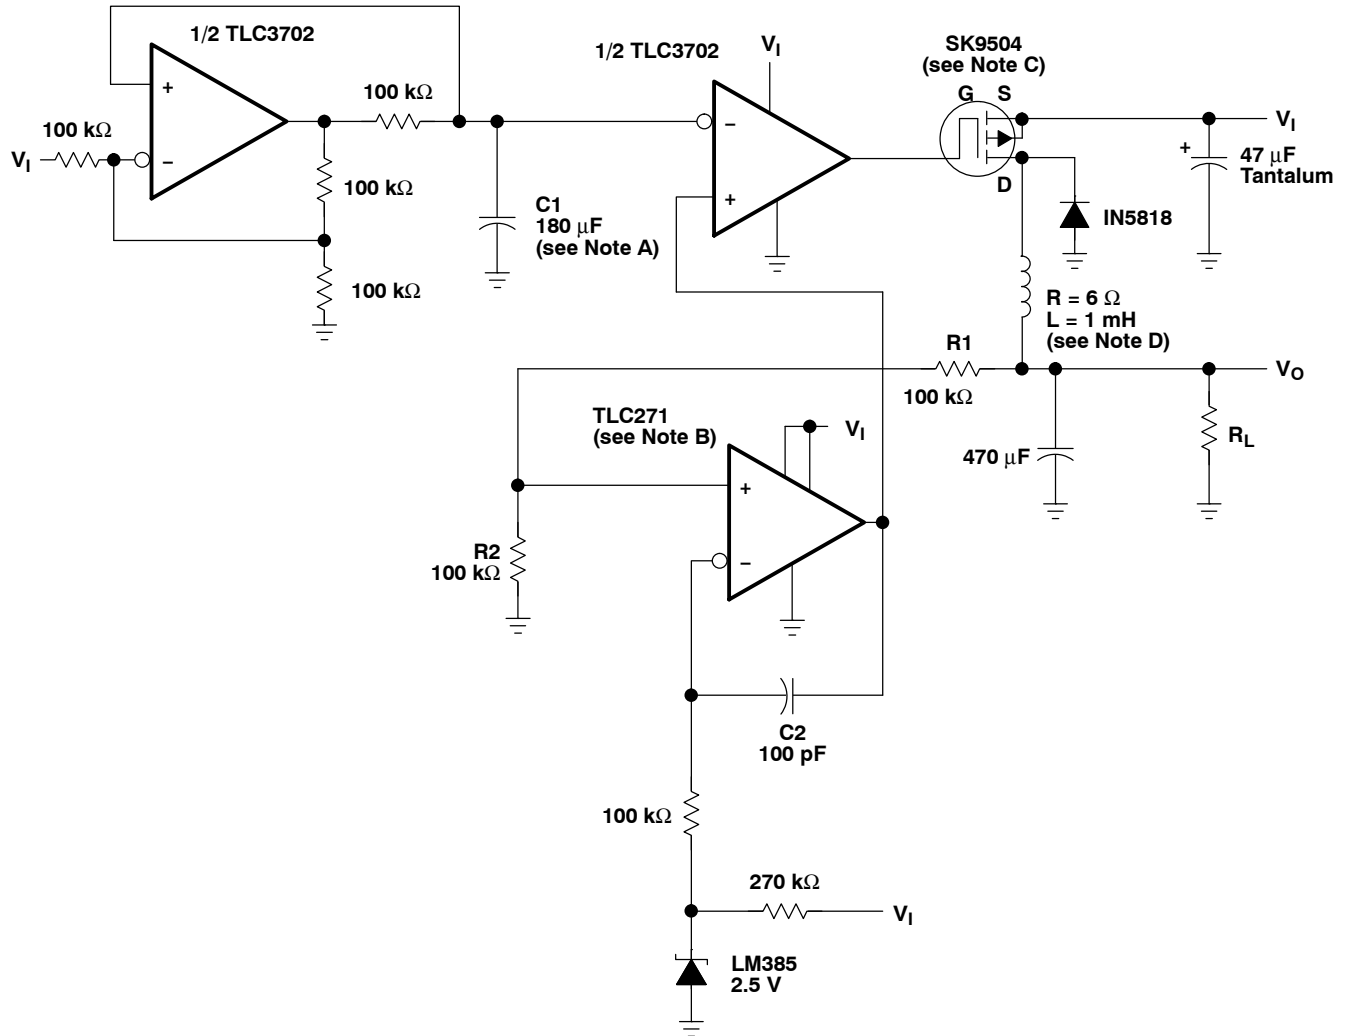 1/2 TLC3702
+
−
100 kΩ
V_I
100 kΩ
100 kΩ
100 kΩ
C1
180 μF
(see Note A)
1/2 TLC3702
V_I
−
+
SK9504
(see Note C)
G S
D
V_I
+
47 μF
Tantalum
IN5818
R = 6 Ω
L = 1 mH
(see Note D)
R1
100 kΩ
V_O
470 μF
R_L
TLC271
(see Note B)
V_I
+
−
R2
100 kΩ
C2
100 pF
100 kΩ
270 kΩ
V_I
LM385
2.5 V